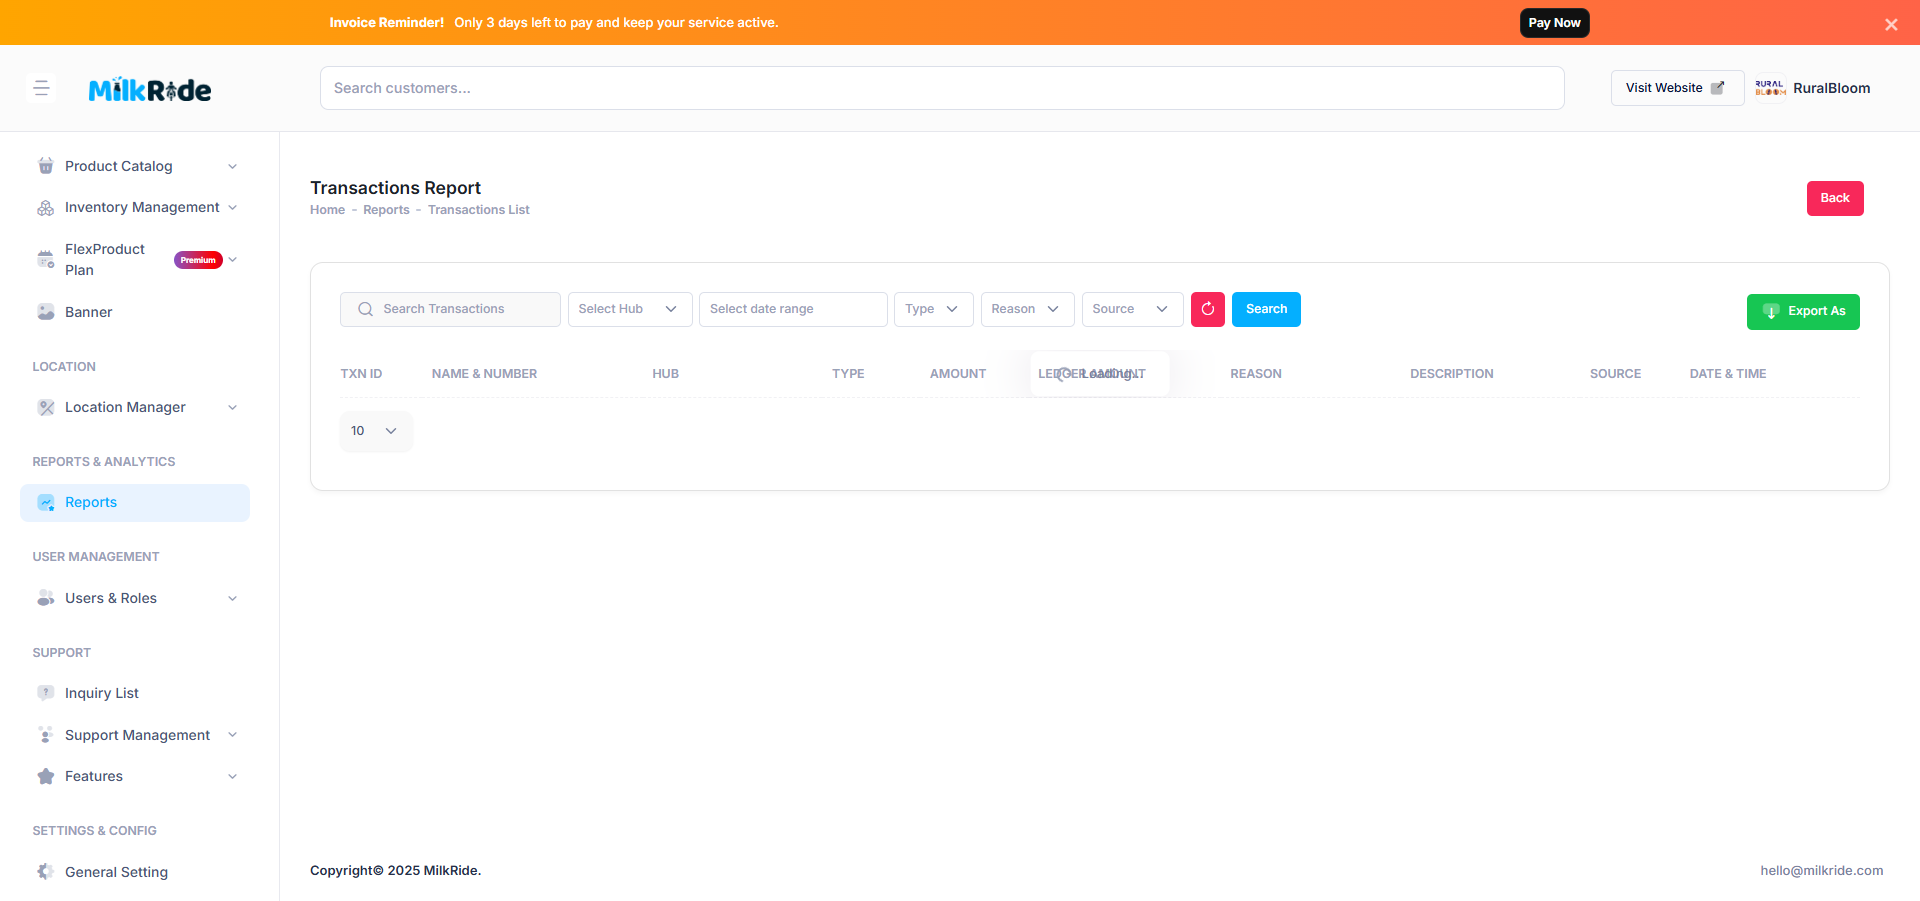 Invoice Reminder! Only 3 days left to pay and keep your service active.
Pay Now
MilkRide
Search customers...
Visit Website
RURAL
BLOOM
RuralBloom
Product Catalog
Inventory Management
FlexProduct
Plan
Premium
Banner
LOCATION
Location Manager
REPORTS & ANALYTICS
Reports
USER MANAGEMENT
Users & Roles
SUPPORT
Inquiry List
Support Management
Features
SETTINGS & CONFIG
General Setting
Transactions Report
Home - Reports - Transactions List
Back
Search Transactions
Select Hub
Select date range
Type
Reason
Source
Search
Export As
TXN ID NAME & NUMBER HUB TYPE AMOUNT LEDGER AMOUNT REASON DESCRIPTION SOURCE DATE & TIME
Loading...
10
Copyright© 2025 MilkRide.
hello@milkride.com